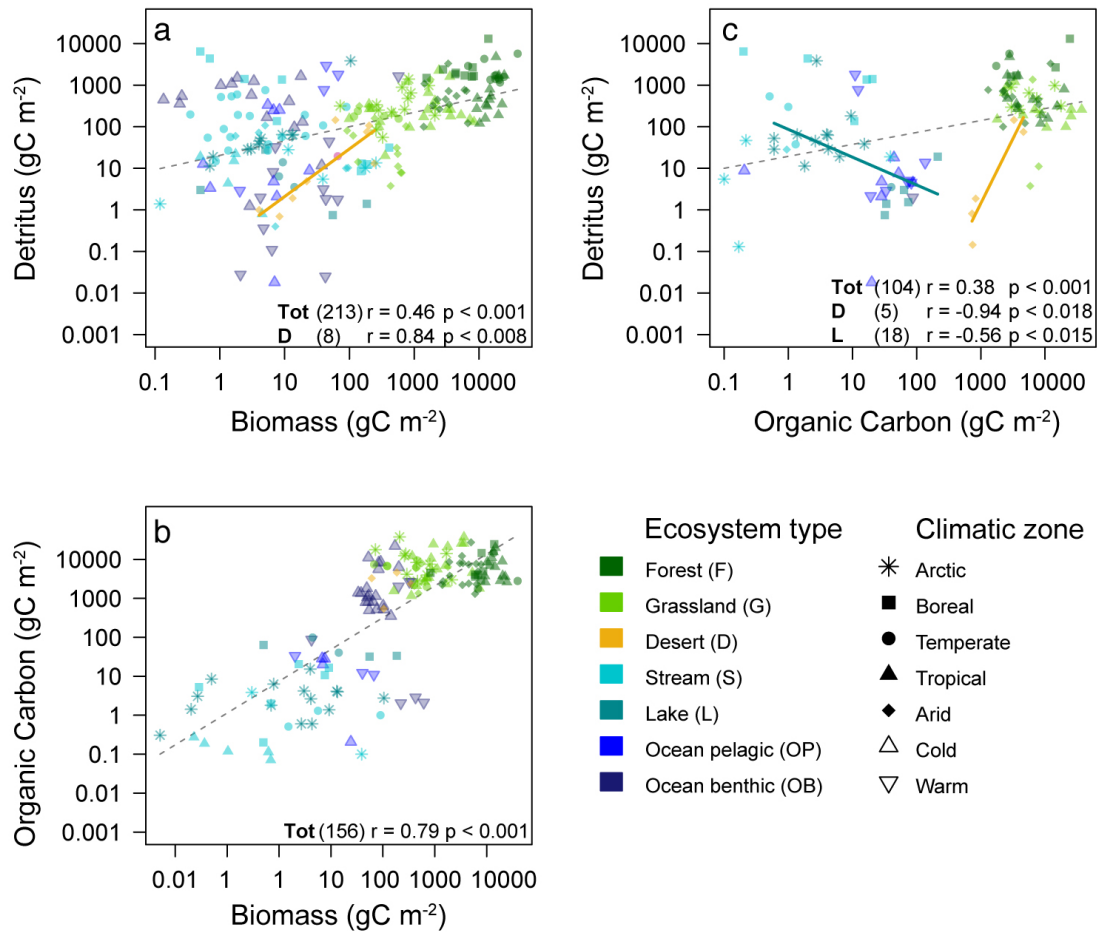 a
10000
1000
100
10
1
0.1
0.01
0.001
Detritus (gC m⁻²)
Tot (213) r = 0.46 p < 0.001
D (8) r = 0.84 p < 0.008
0.1 1 10 100 1000 10000
Biomass (gC m⁻²)
c
10000
1000
100
10
1
0.1
0.01
0.001
Detritus (gC m⁻²)
Tot (104) r = 0.38 p < 0.001
D (5) r = -0.94 p < 0.018
L (18) r = -0.56 p < 0.015
0.1 1 10 100 1000 10000
Organic Carbon (gC m⁻²)
b
10000
1000
100
10
1
0.1
0.01
0.001
Organic Carbon (gC m⁻²)
Tot (156) r = 0.79 p < 0.001
0.01 1 1 10 100 1000 10000
Biomass (gC m⁻²)
Ecosystem type
Forest (F)
Grassland (G)
Desert (D)
Stream (S)
Lake (L)
Ocean pelagic (OP)
Ocean benthic (OB)
Climatic zone
Arctic
Boreal
Temperate
Tropical
Arid
Cold
Warm